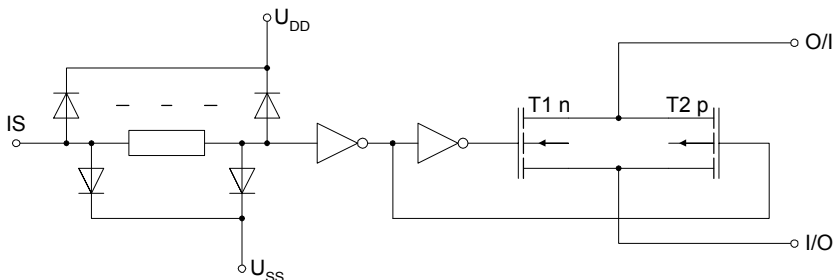 U_DD
O/I
T1 n
T2 p
IS
I/O
U_SS